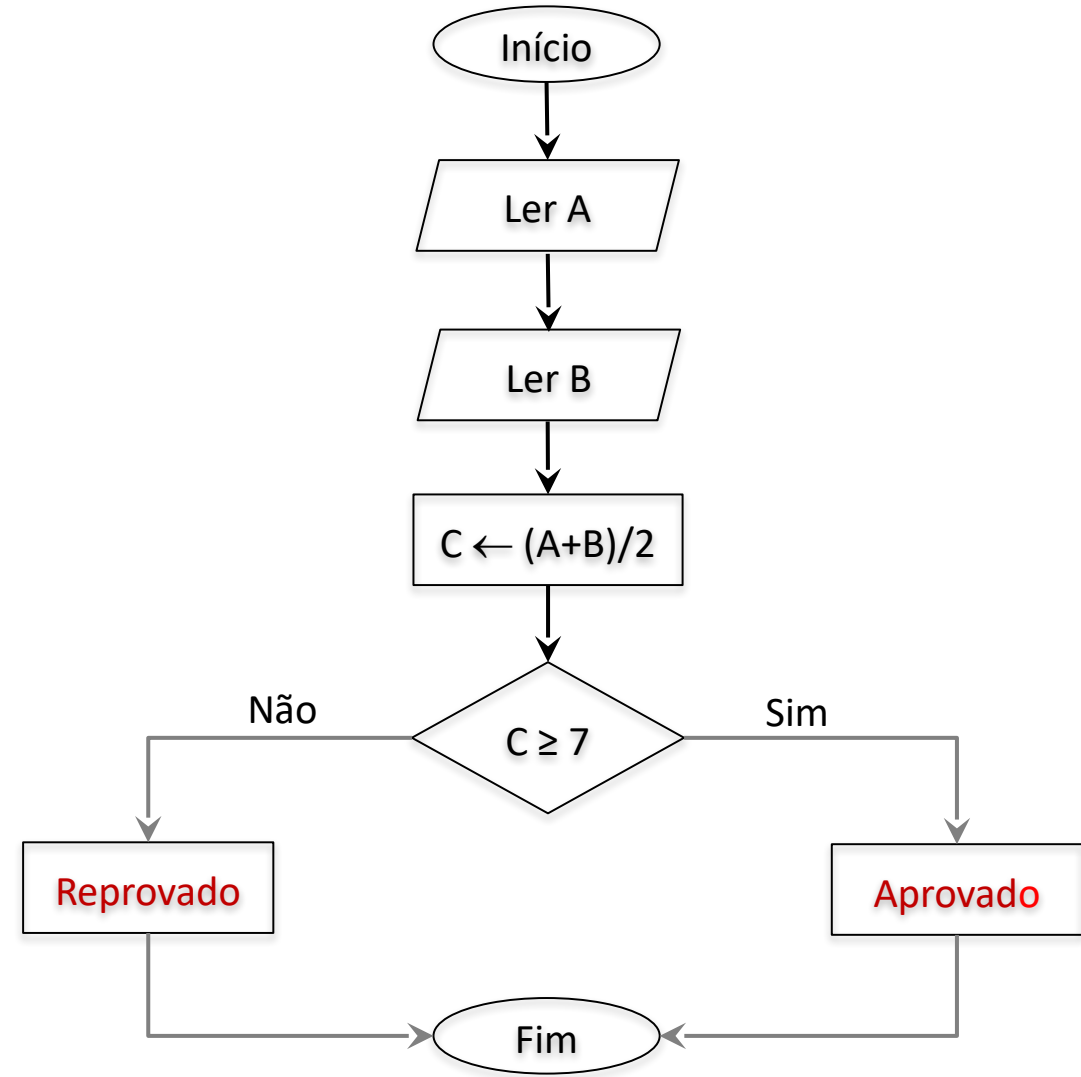 Início
Ler A
Ler B
C ← (A+B)/2
Não
Sim
C ≥ 7
Reprovado
Aprovado
Fim